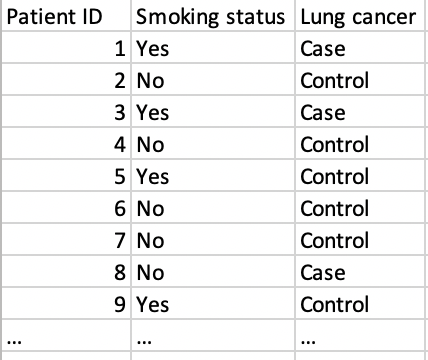 Patient ID Smoking status Lung cancer
1 Yes Case
2 No Control
3 Yes Case
4 No Control
5 Yes Control
6 No Control
7 No Control
8 No Case
9 Yes Control
... ... ...